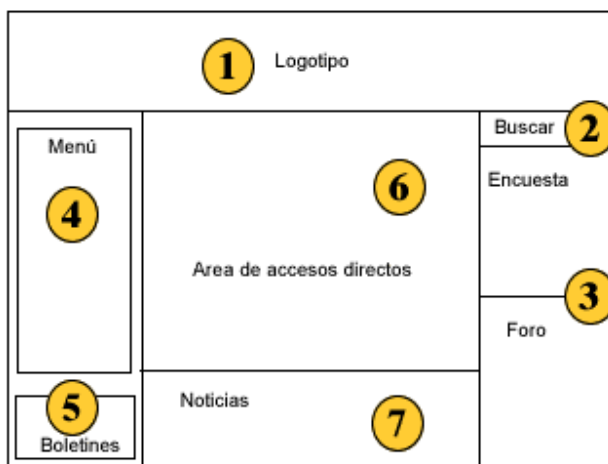 1 Logotipo
Buscar 2
Menú
4
6
Encuesta
Area de accesos directos
3
Foro
5
Boletines
Noticias
7